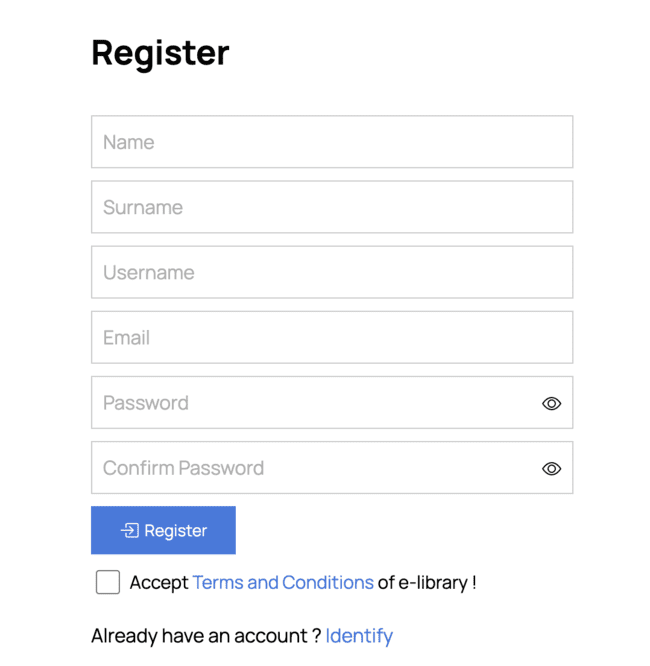 Register
Name
Surname
Username
Email
Password
Confirm Password
Register
Accept Terms and Conditions of e-library !
Already have an account ? Identify